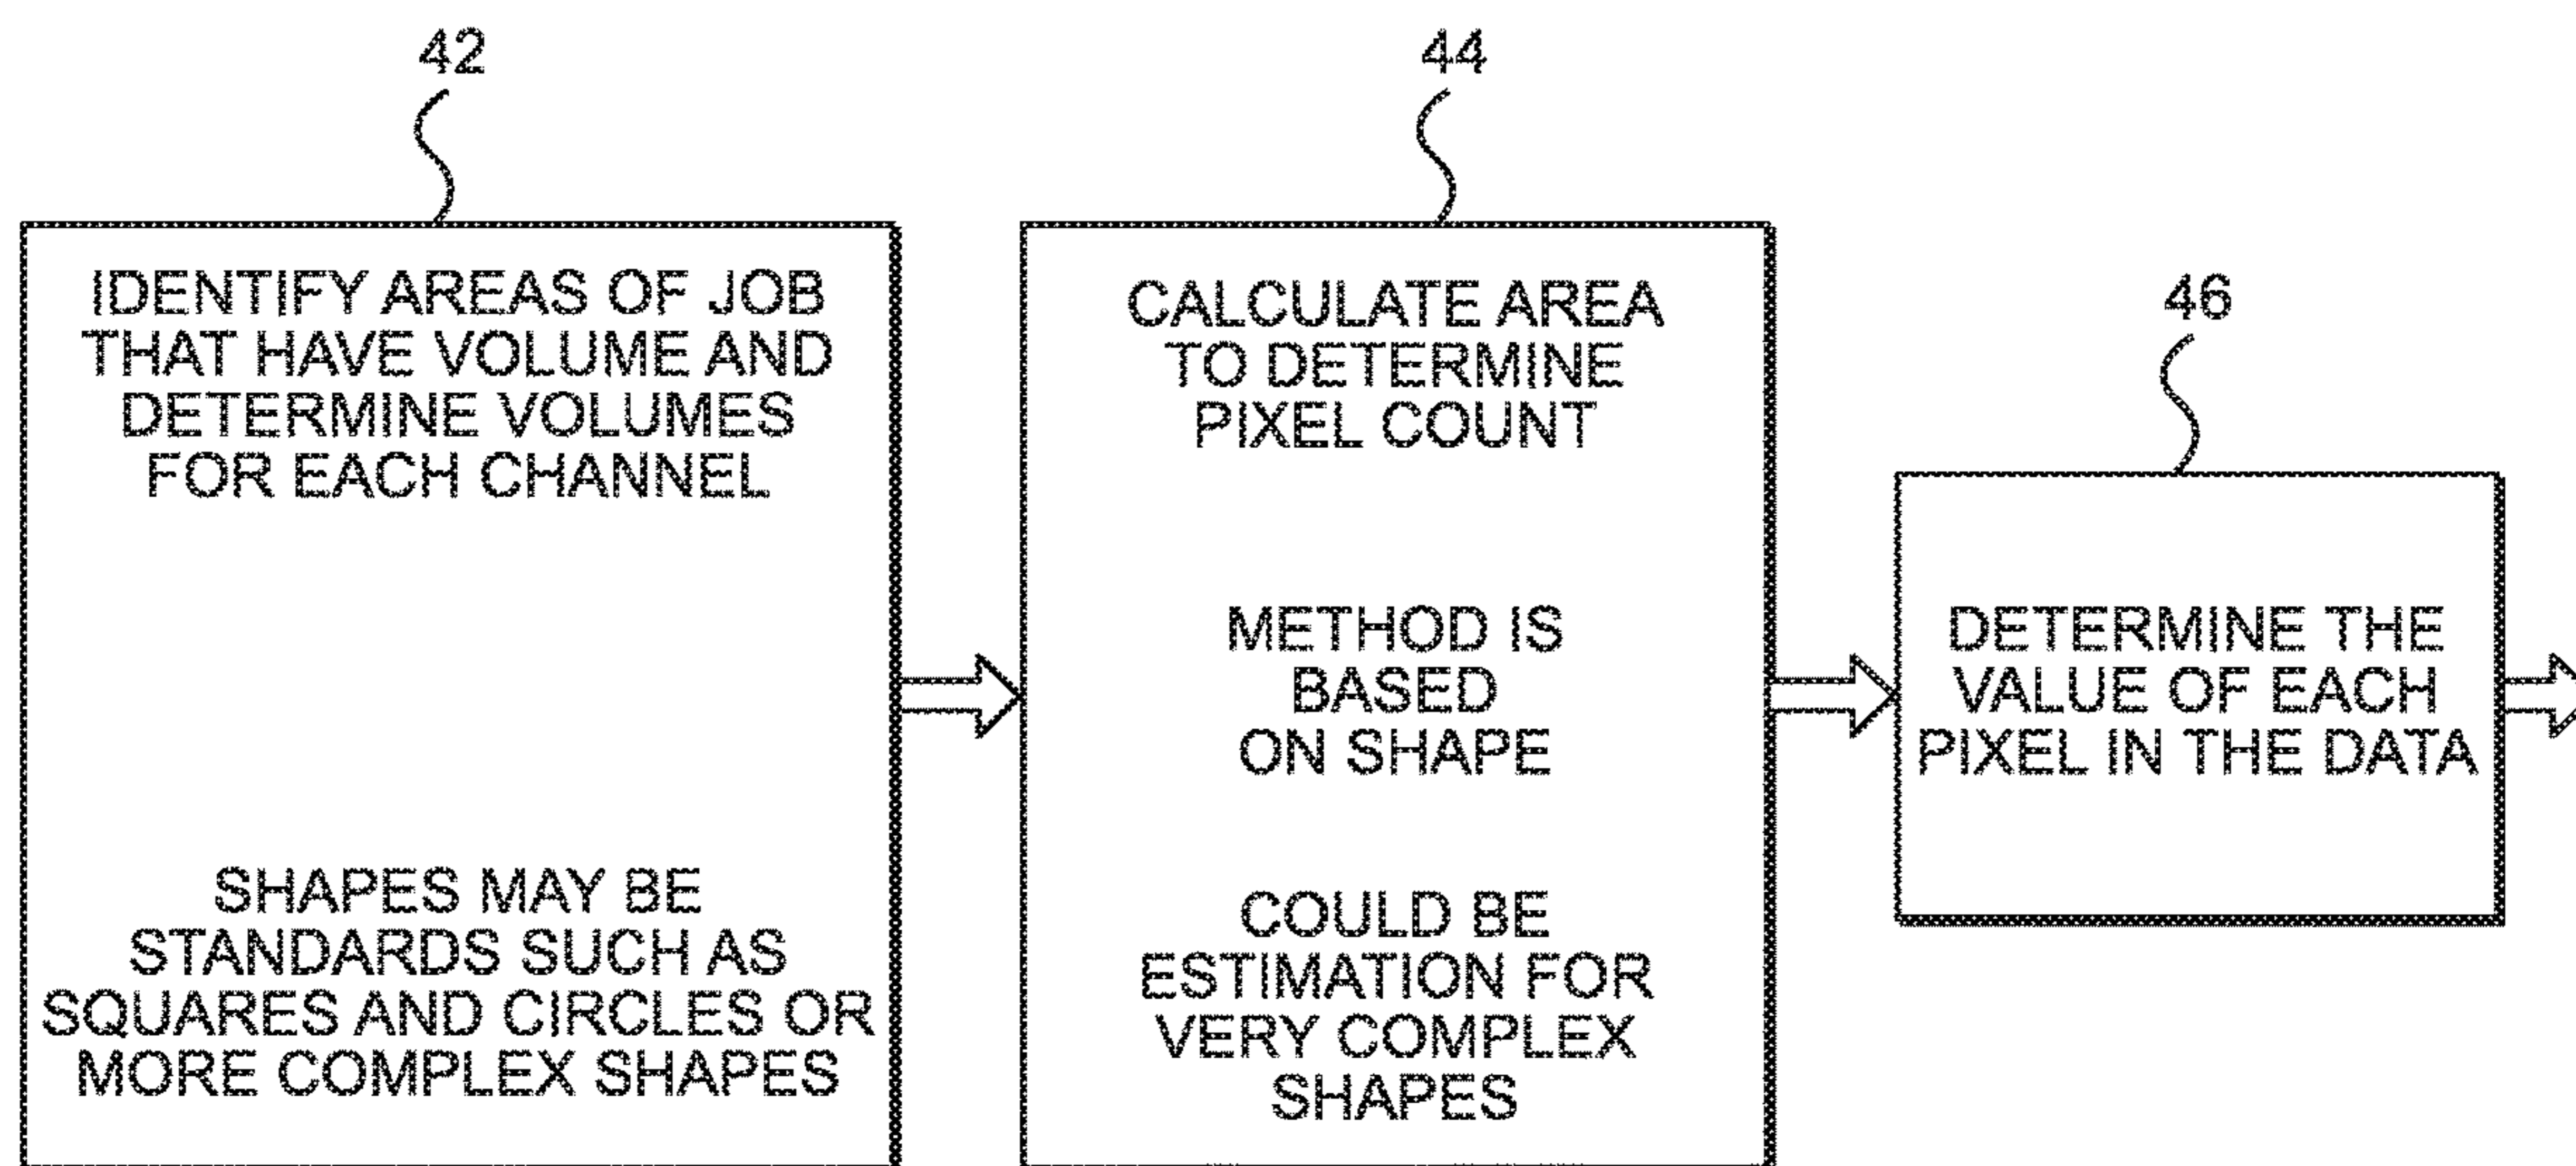 42
IDENTIFY AREAS OF JOB
THAT HAVE VOLUME AND
DETERMINE VOLUMES
FOR EACH CHANNEL
SHAPES MAY BE
STANDARDS SUCH AS
SQUARES AND CIRCLES OR
MORE COMPLEX SHAPES
44
CALCULATE AREA
TO DETERMINE
PIXEL COUNT
METHOD IS
BASED
ON SHAPE
COULD BE
ESTIMATION FOR
VERY COMPLEX
SHAPES
46
DETERMINE THE
VALUE OF EACH
PIXEL IN THE DATA